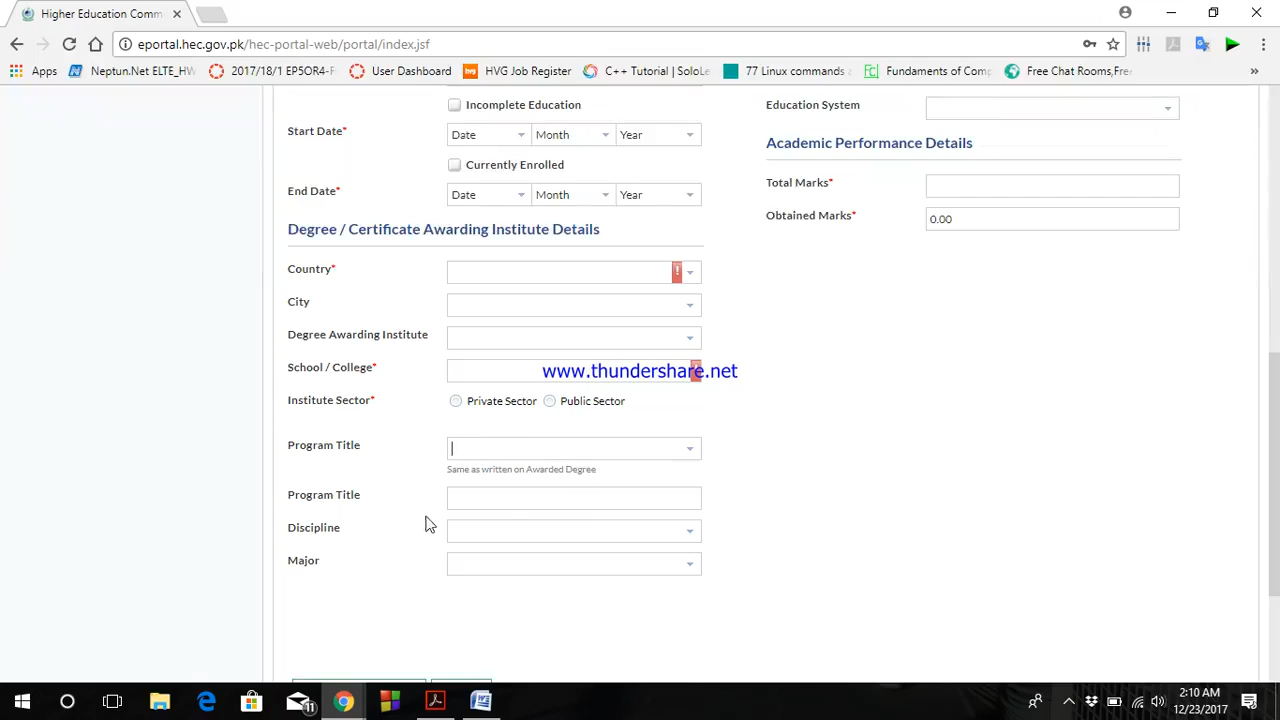 Higher Education Comm
eportal.hec.gov.pk/hec-portal-web/portal/index.jsf
Apps
Neptun.Net ELTE_HW
2017/18/1 EP5CR4-F
User Dashboard
HVG Job Register
C++ Tutorial | SoloLe
77 Linux commands a
Fundaments of Comp
Free Chat Rooms,Fre
Incomplete Education
Start Date*
Date
Month
Year
Currently Enrolled
End Date*
Date
Month
Year
Degree / Certificate Awarding Institute Details
Country*
!
City
Degree Awarding Institute
School / College*
www.thundershare.net
Institute Sector*
Private Sector
Public Sector
Program Title
Same as written on Awarded Degree
Program Title
Discipline
Major
Education System
Academic Performance Details
Total Marks*
Obtained Marks*
0.00
11
2:10 AM
12/23/2017